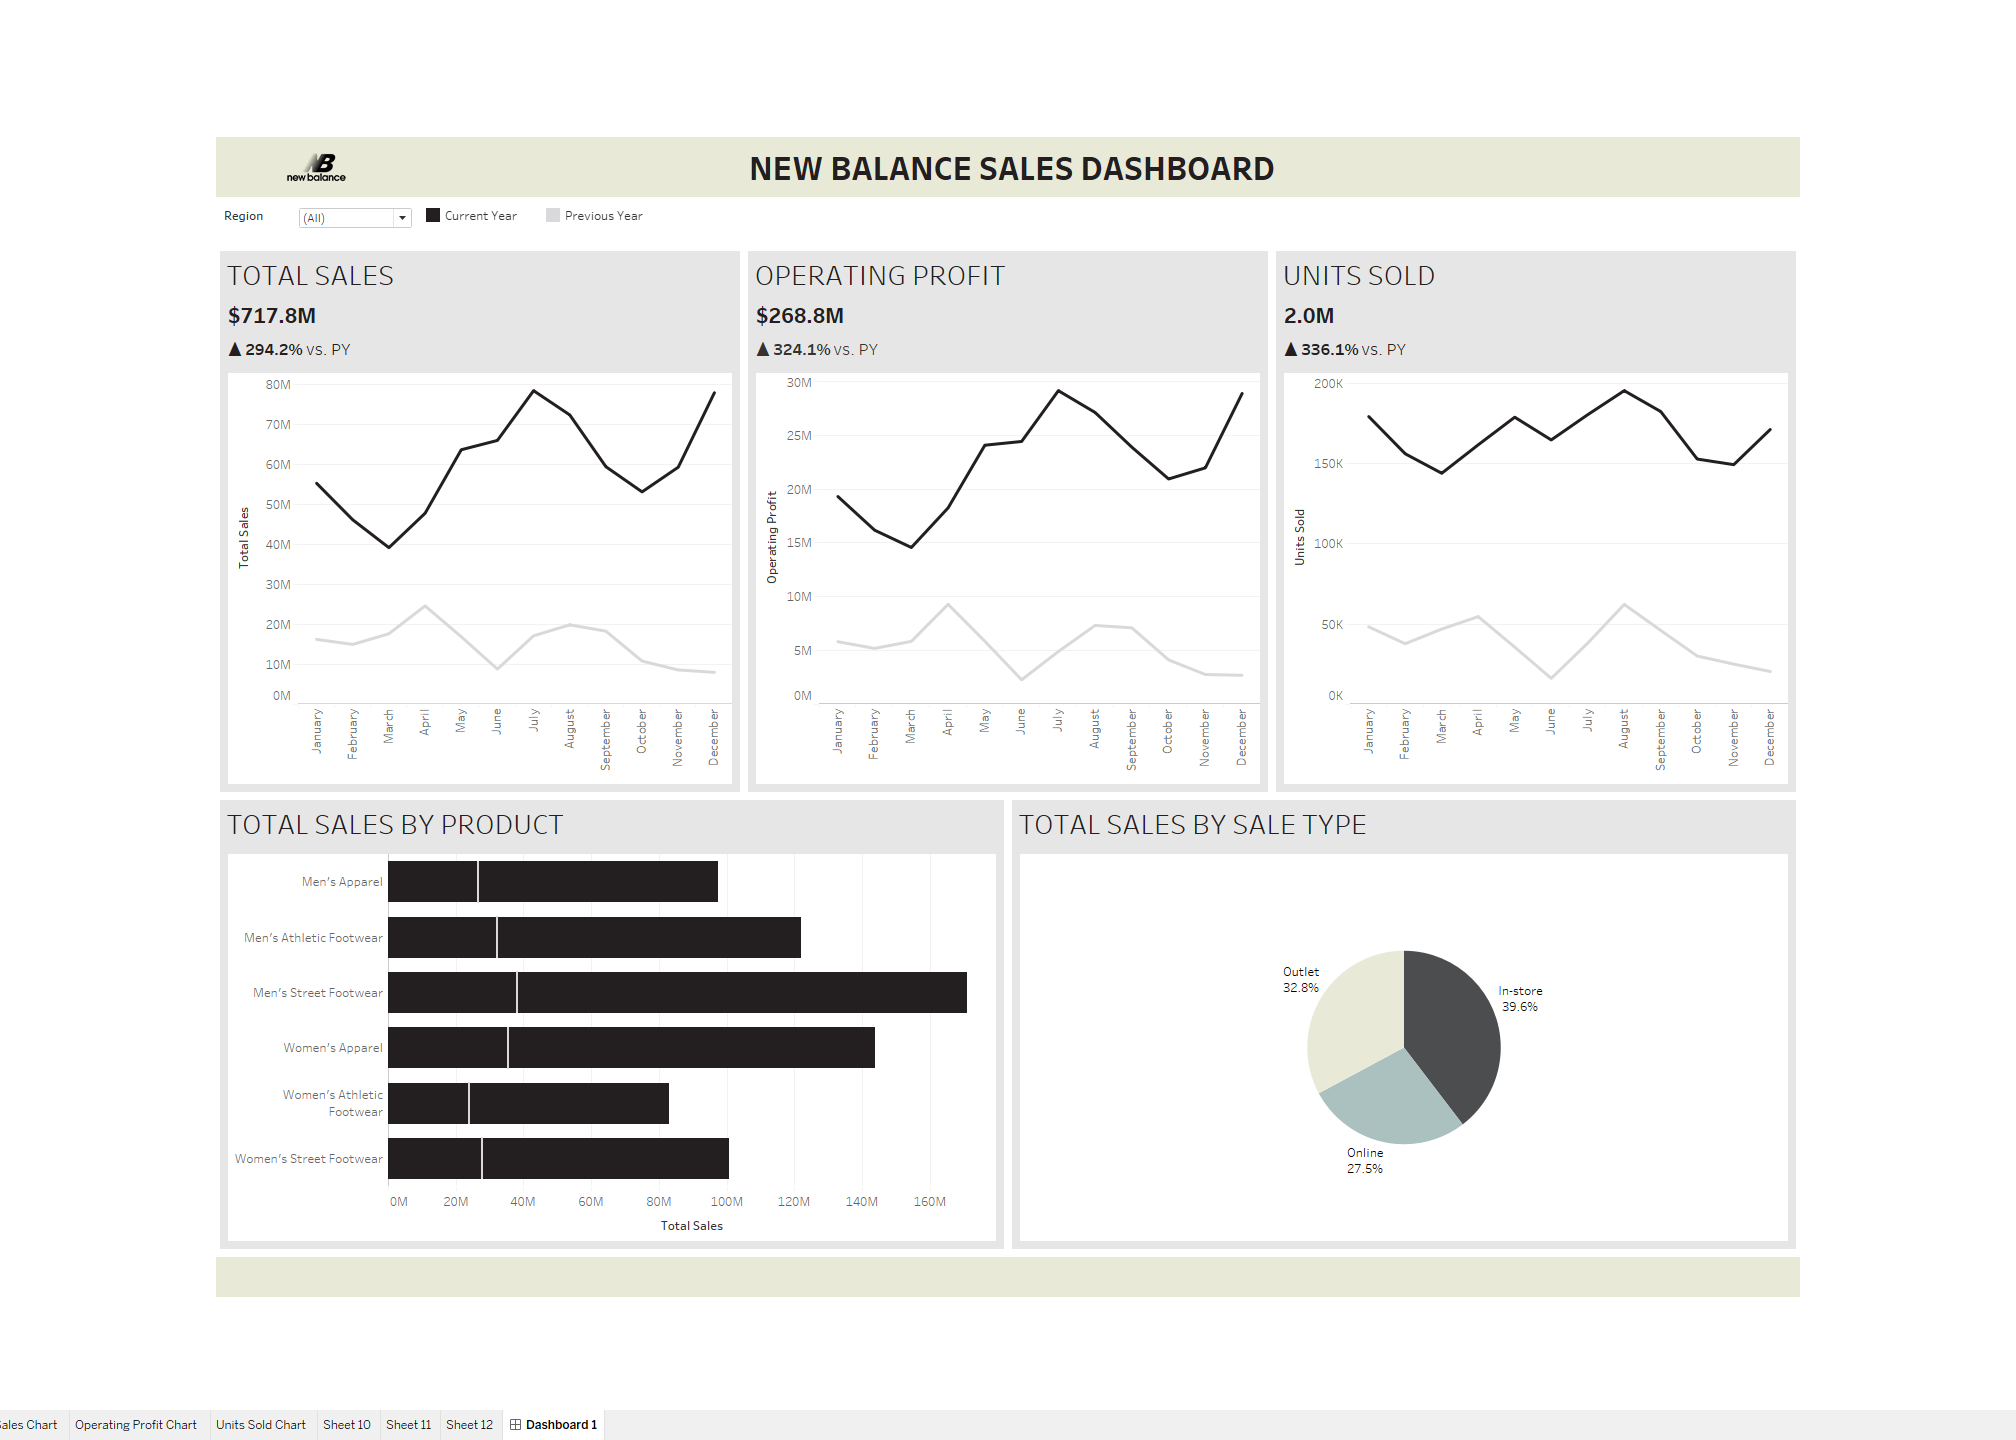 new balance
NEW BALANCE SALES DASHBOARD
Region
(All)
Current Year
Previous Year
TOTAL SALES
$717.8M
▲ 294.2% vs. PY
80M
70M
60M
50M
40M
30M
20M
10M
0M
Total Sales
January
February
March
April
May
June
July
August
September
October
November
December
OPERATING PROFIT
$268.8M
▲ 324.1% vs. PY
30M
25M
20M
15M
10M
5M
0M
Operating Profit
January
February
March
April
May
June
July
August
September
October
November
December
UNITS SOLD
2.0M
▲ 336.1% vs. PY
200K
150K
100K
50K
0K
Units Sold
January
February
March
April
May
June
July
August
September
October
November
December
TOTAL SALES BY PRODUCT
Men's Apparel
Men's Athletic Footwear
Men's Street Footwear
Women's Apparel
Women's Athletic
Footwear
Women's Street Footwear
0M 20M 40M 60M 80M 100M 120M 140M 160M
Total Sales
TOTAL SALES BY SALE TYPE
Outlet
32.8%
In-store
39.6%
Online
27.5%
ales Chart
Operating Profit Chart
Units Sold Chart
Sheet 10
Sheet 11
Sheet 12
Dashboard 1